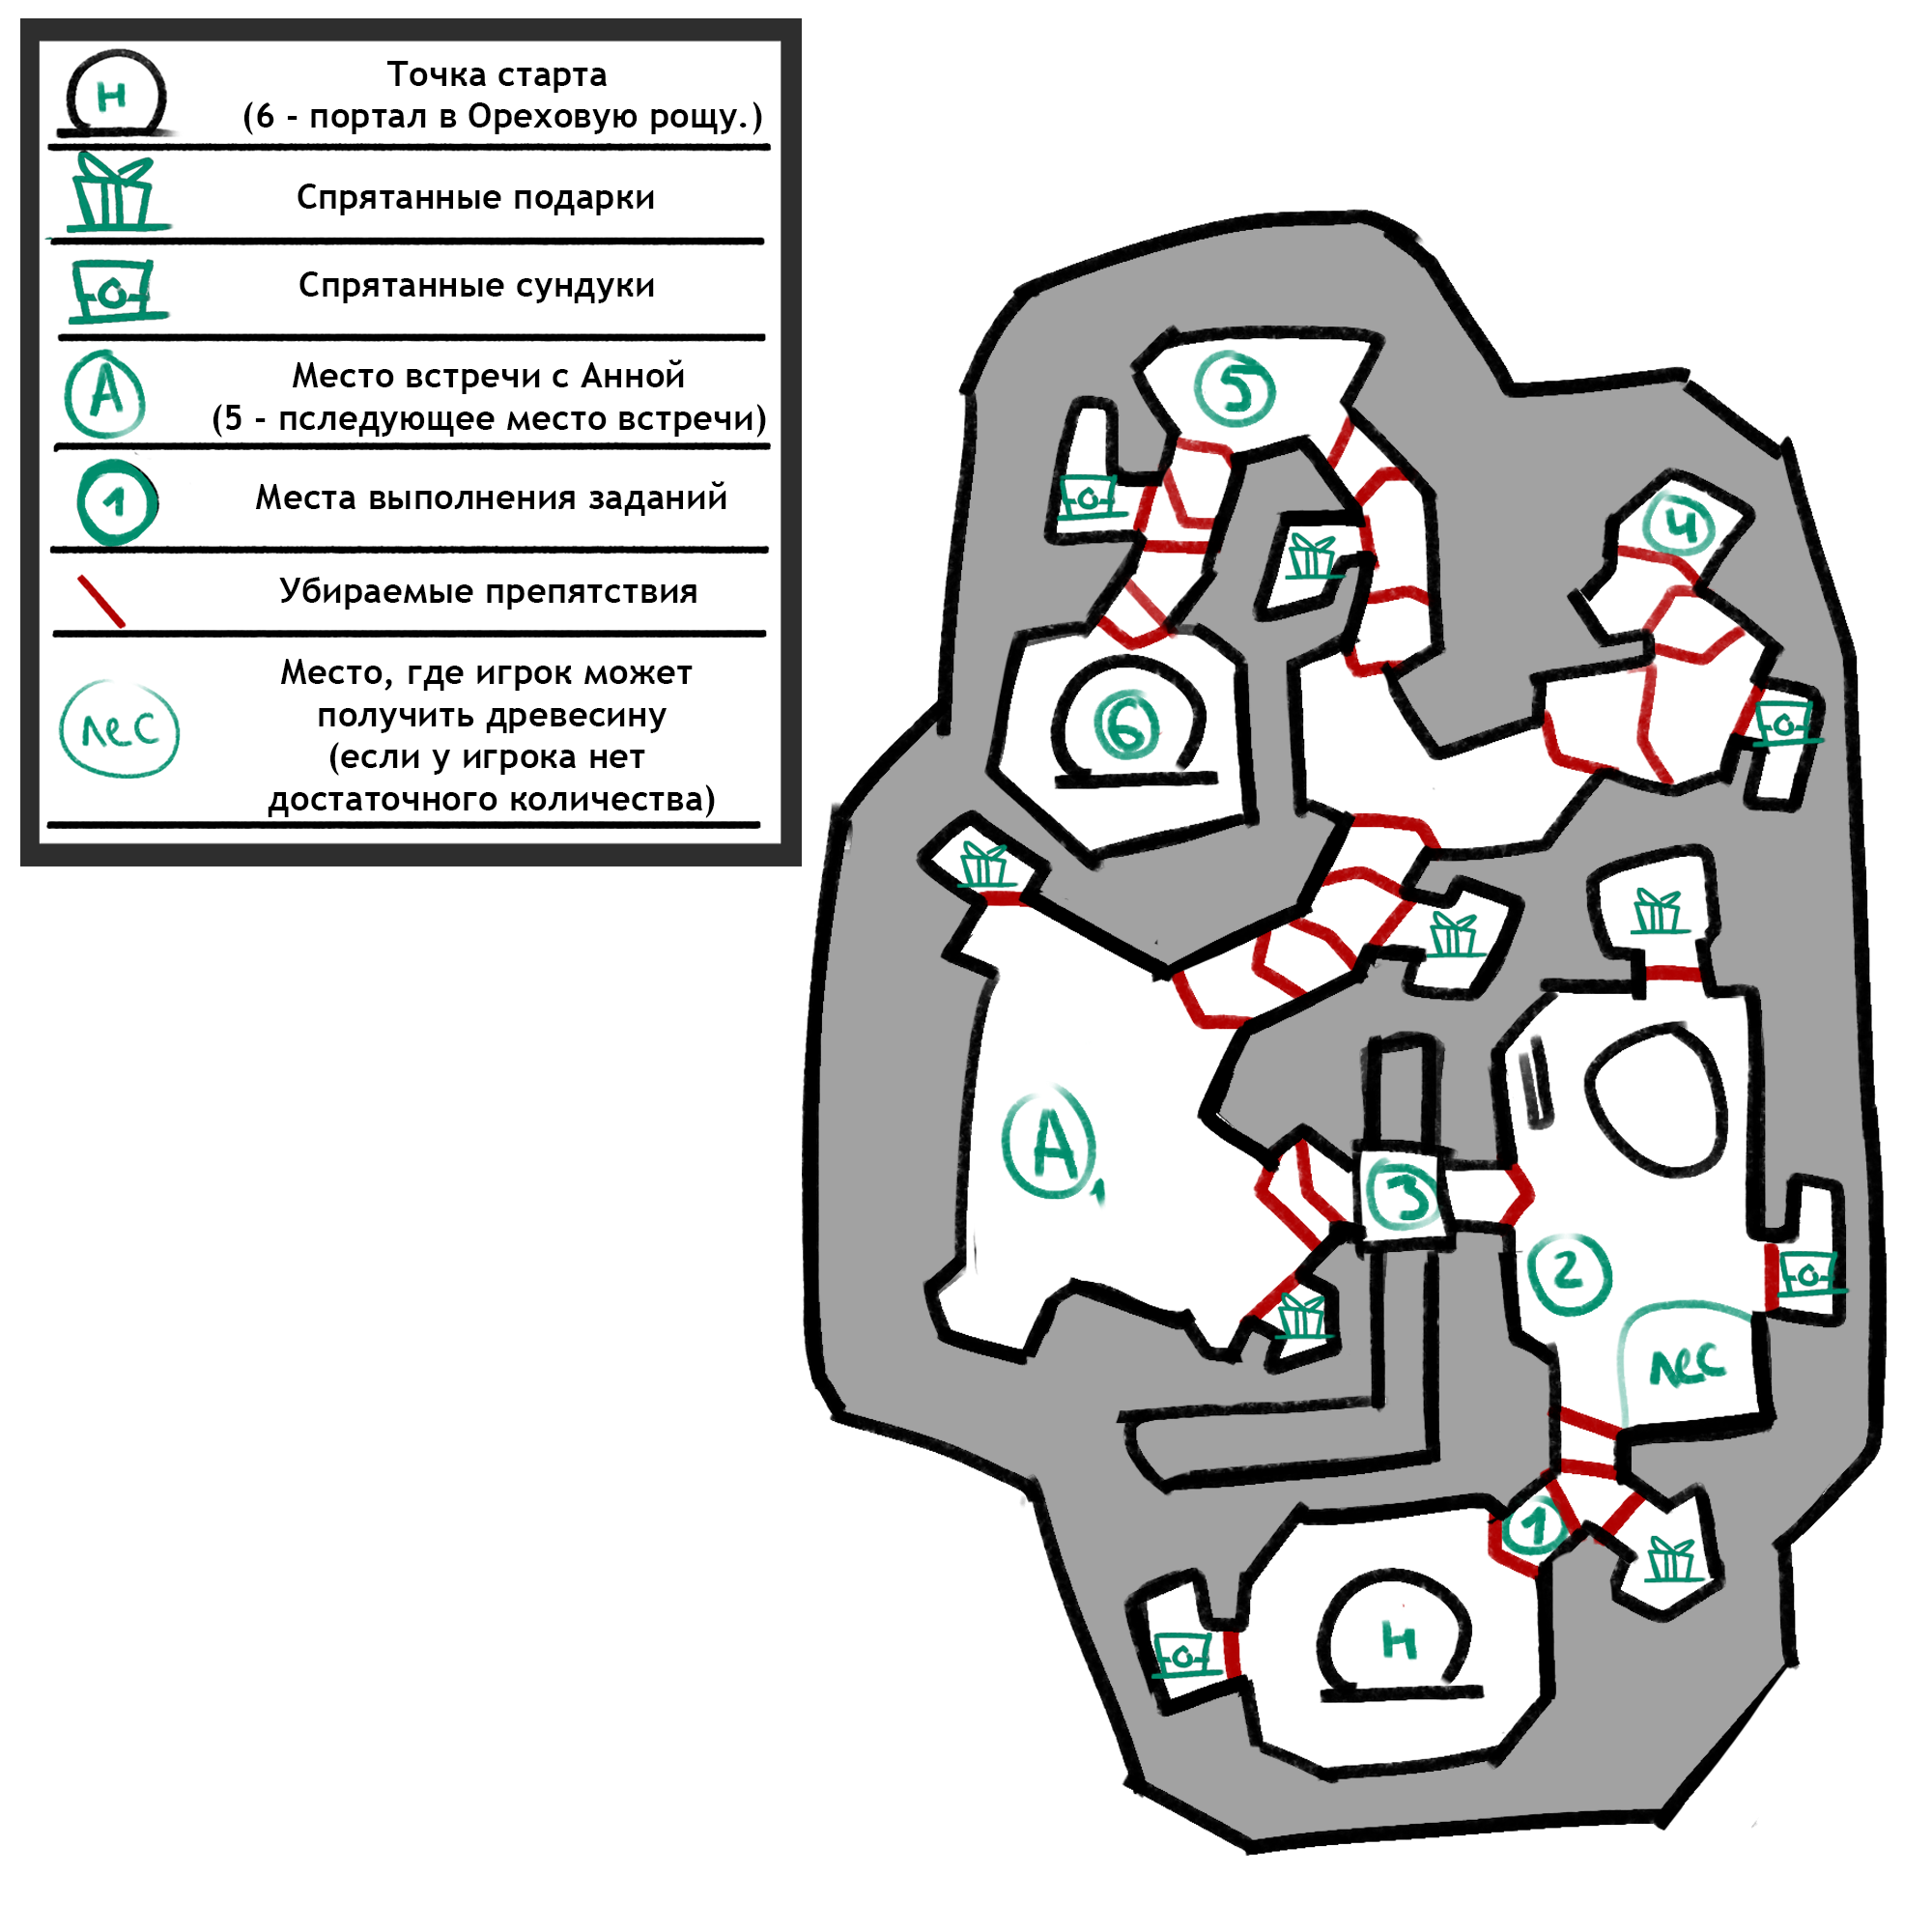 Н
Точка старта
(6 - портал в Ореховую рощу.)
Спрятанные подарки
Спрятанные сундуки
А
Место встречи с Анной
(5 - пследующее место встречи)
1
Места выполнения заданий
Убираемые препятствия
лес
Место, где игрок может
получить древесину
(если у игрока нет
достаточного количества)
5
4
6
А1
3
2
лес
1
Н